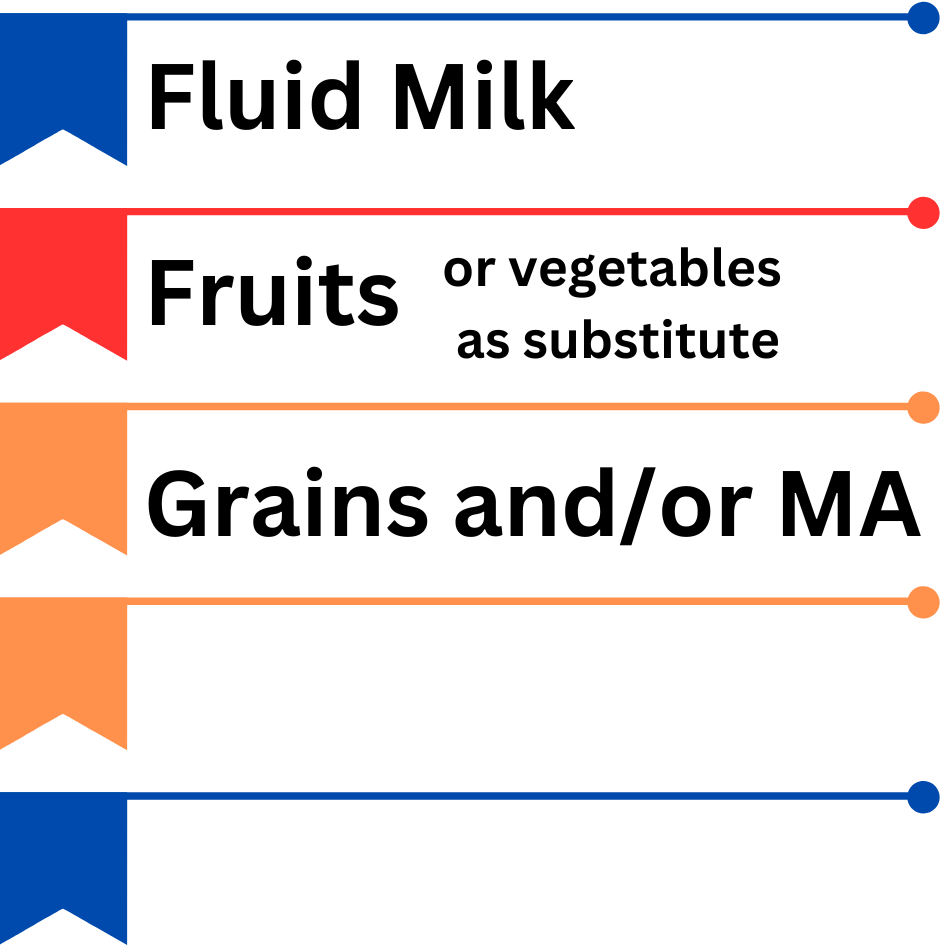 Fluid Milk
Fruits
or vegetables
as substitute
Grains and/or MA